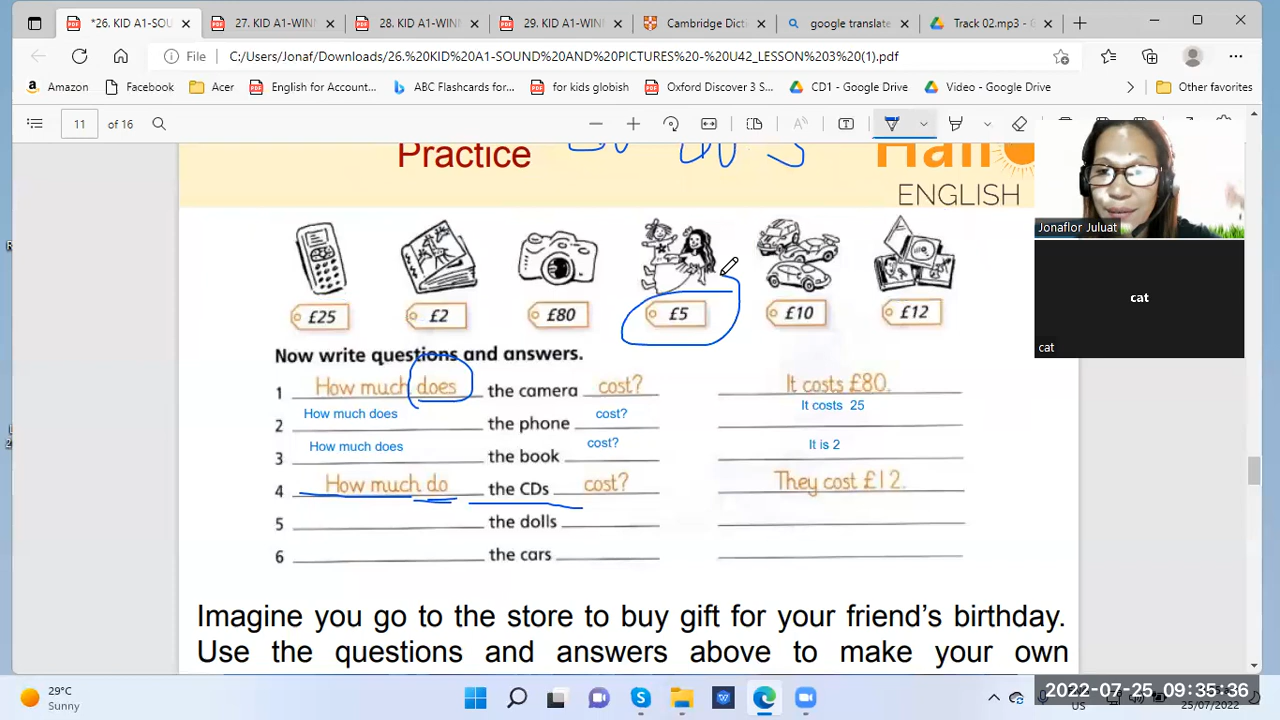 *26. KID A1-SOUND
27. KID A1-WINN
28. KID A1-WINN
29. KID A1-WINN
Cambridge Dict
google translate
Track 02.mp3 - G
File
C:/Users/Jonaf/Downloads/26.%20KID%20A1-SOUND%20AND%20PICTURES%20-%20U42_LESSON%203%20(1).pdf
Amazon
Facebook
Acer
English for Account...
ABC Flashcards for...
for kids globish
Oxford Discover 3 S...
CD1 - Google Drive
Video - Google Drive
Other favorites
11 of 16
Practice
ENGLISH
£25 £2 £80 £5 £10 £12
Now write questions and answers.
1 How much does the camera cost? It costs £80.
2 How much does the phone cost? It costs 25
3 How much does the book cost? It is 2
4 How much do the CDs cost? They cost £12.
5 the dolls
6 the cars
Imagine you go to the store to buy gift for your friend's birthday.
Use the questions and answers above to make your own
Jonaflor Juluat
cat
cat
29°C
Sunny
2022-07-25 09:35:36
US
25/07/2022